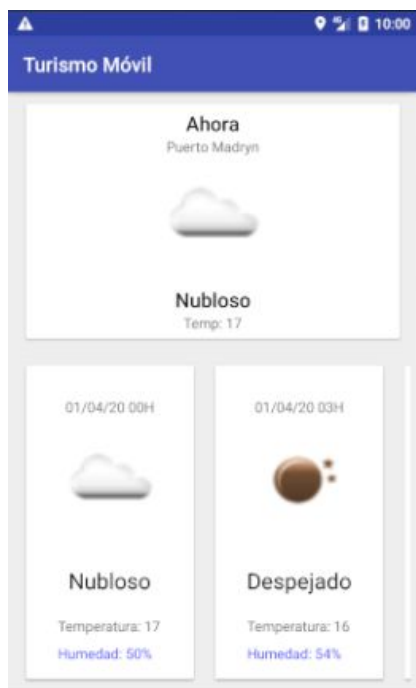 10:00
Turismo Móvil
Ahora
Puerto Madryn
Nubloso
Temp: 17
01/04/20 00H
Nubloso
Temperatura: 17
Humedad: 50%
01/04/20 03H
Despejado
Temperatura: 16
Humedad: 54%